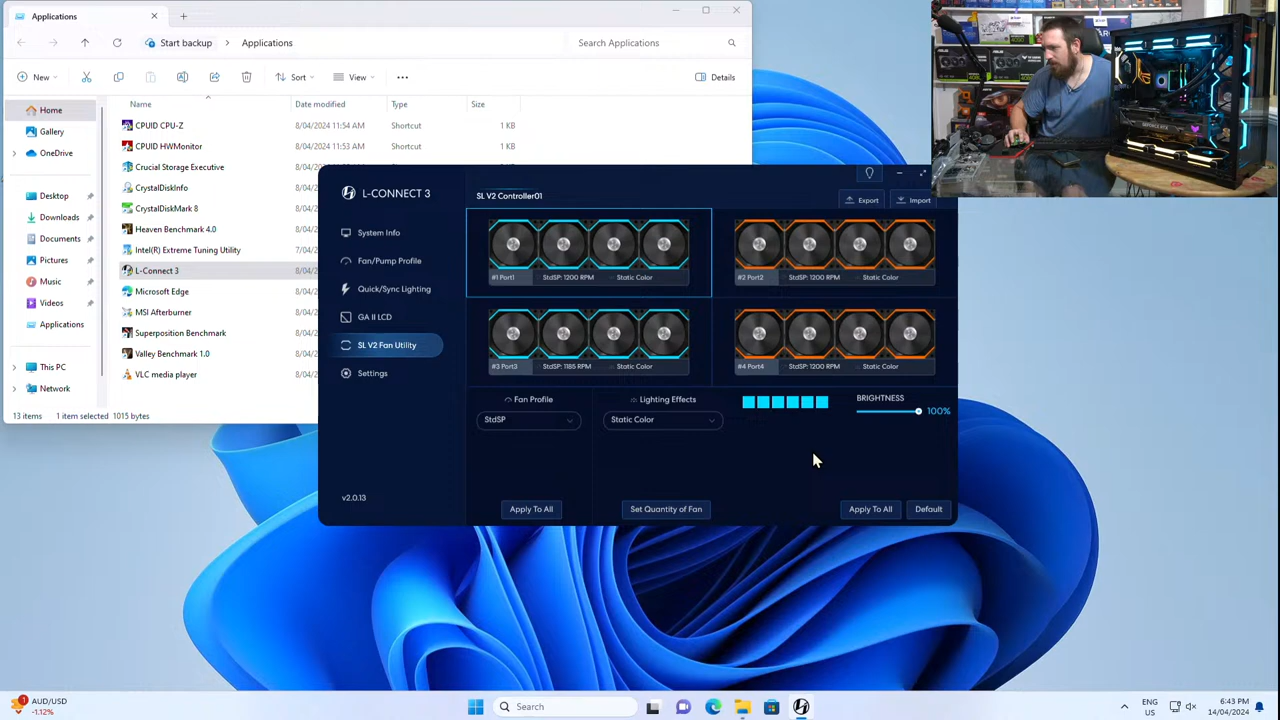 Applications
New
Start backup
Applications
Search Applications
Sort
View
Details
Home
Gallery
OneDrive
Desktop
Downloads
Documents
Pictures
Music
Videos
Applications
This PC
Network
Name
Date modified
Type
Size
CPUID CPU-Z
8/04/2024 11:54 AM
Shortcut
1 KB
CPUID HWMonitor
8/04/2024 11:53 AM
Shortcut
1 KB
Crucial Storage Executive
CrystalDiskInfo
CrystalDiskMark 8
Heaven Benchmark 4.0
Intel(R) Extreme Tuning Utility
L-Connect 3
Microsoft Edge
MSI Afterburner
Superposition Benchmark
Valley Benchmark 1.0
VLC media player
13 items
1 item selected 1015 bytes
L-CONNECT 3
System Info
Fan/Pump Profile
Quick/Sync Lighting
GA II LCD
SL V2 Fan Utility
Settings
v2.0.13
SL V2 Controller01
Export
Import
#1 Port1 StdSP: 1200 RPM Static Color
#2 Port2 StdSP: 1200 RPM Static Color
#3 Port3 StdSP: 1185 RPM Static Color
#4 Port4 StdSP: 1200 RPM Static Color
Fan Profile
StdSP
Apply To All
Lighting Effects
Static Color
Set Quantity of Fan
BRIGHTNESS
100%
Apply To All
Default
AUD/USD
-1.12%
Search
ENG
US
6:43 PM
14/04/2024